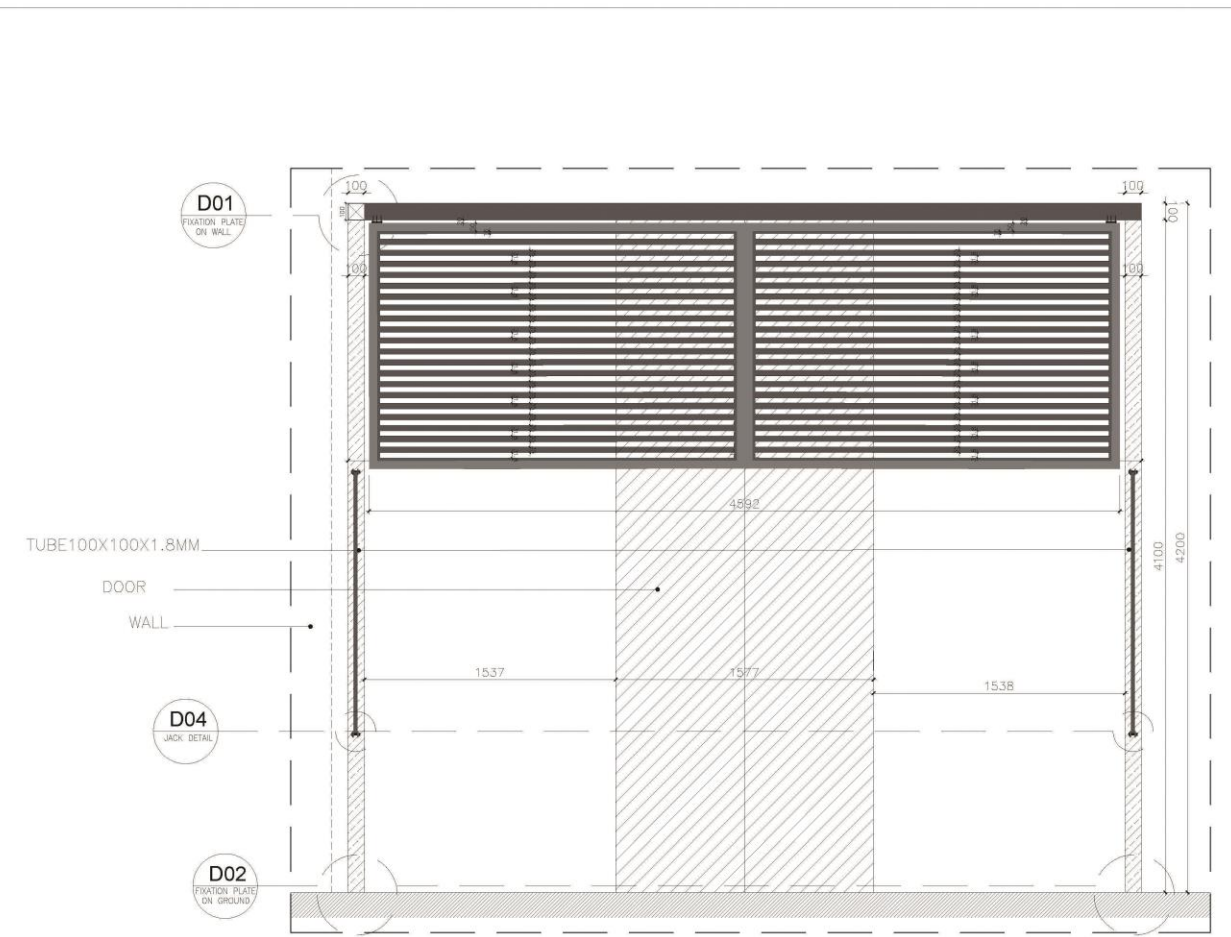 100
100
D01
FIXATION PLATE
ON WALL
100
100
100
100
4592
TUBE100X100X1.8MM
4100
4200
DOOR
WALL
1537
1577
1538
D04
JACK DETAIL
D02
FIXATION PLATE
ON GROUND